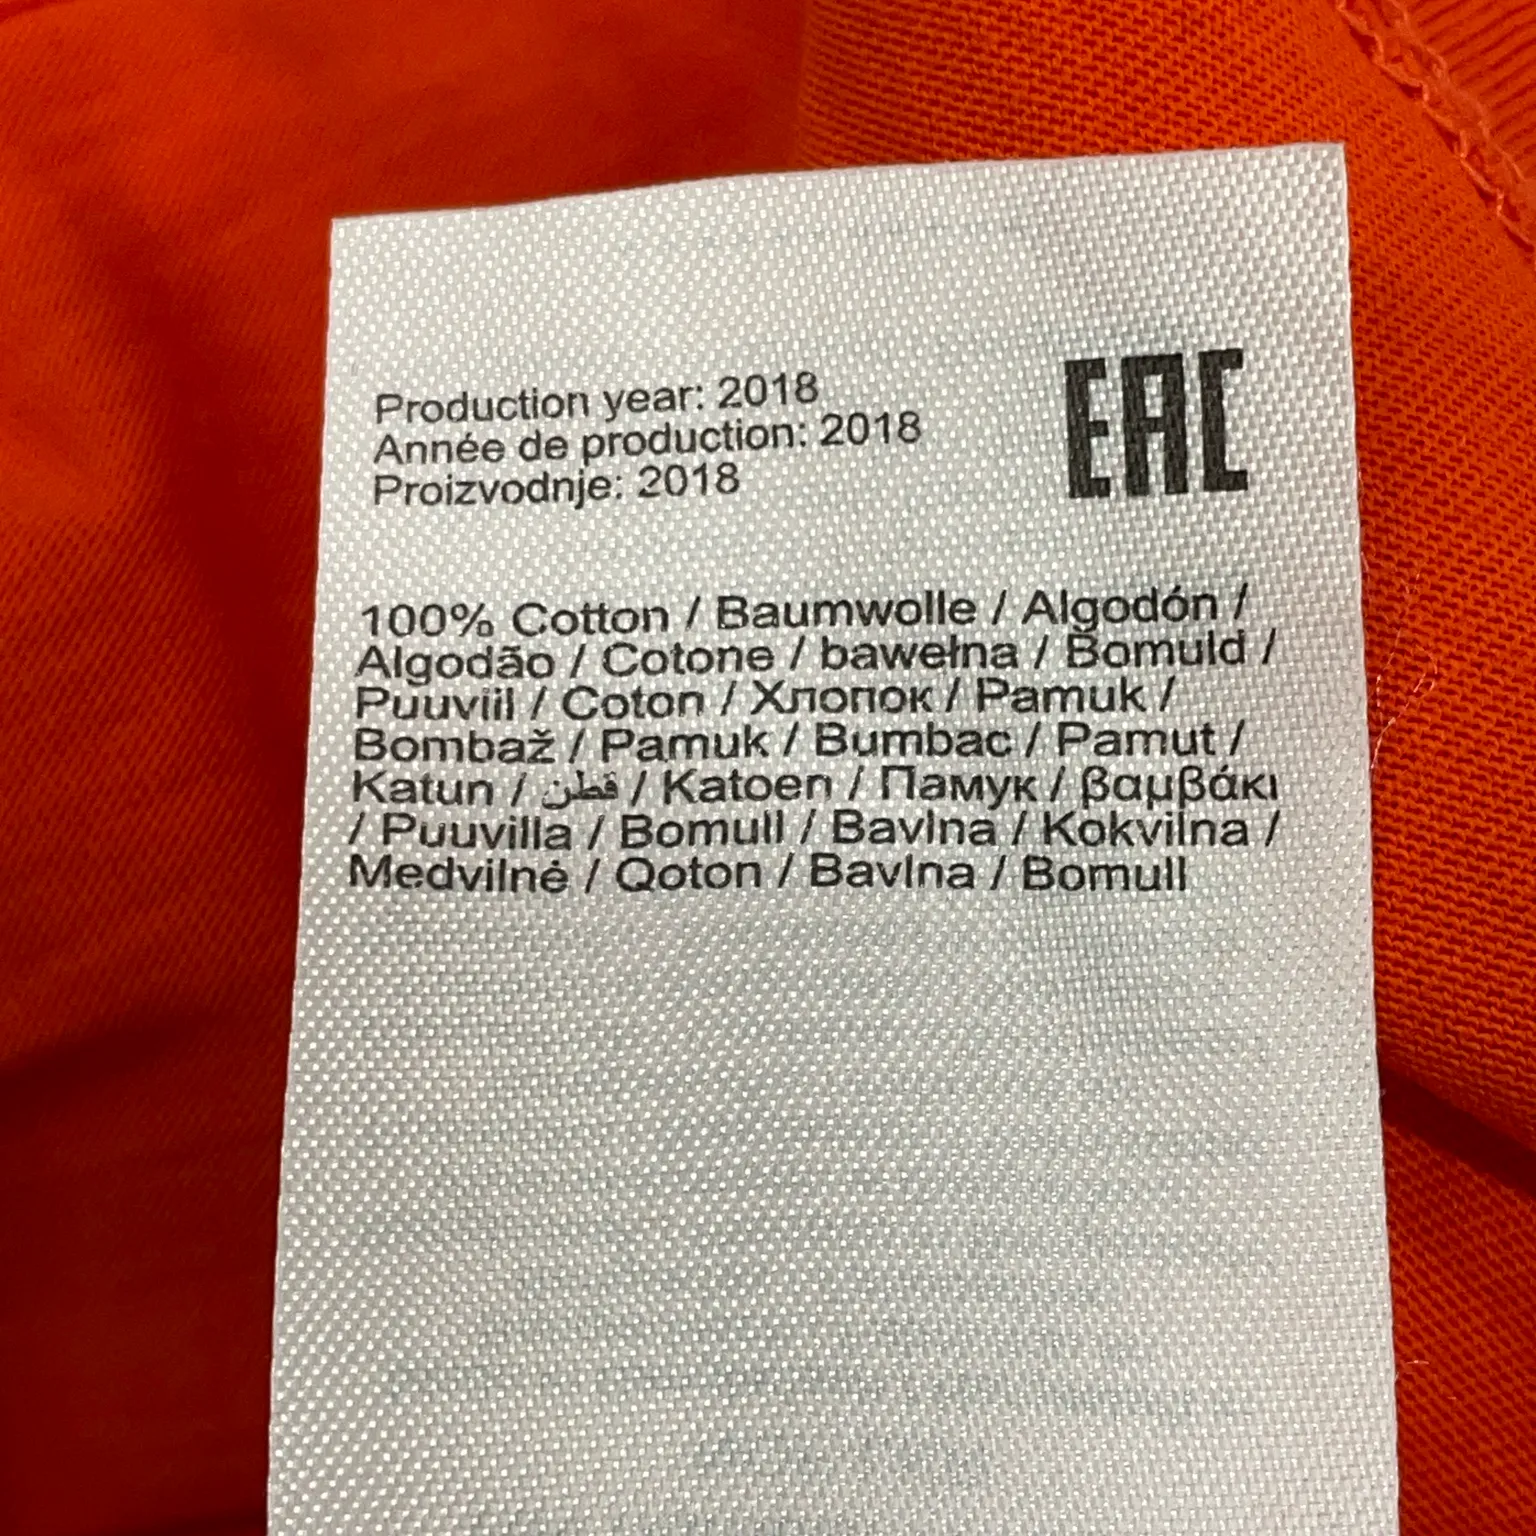 Production year: 2018
Année de production: 2018
Proizvodnje: 2018
EAC
100% Cotton / Baumwolle / Algodón /
Algodão / Cotone / bawełna / Bomuld /
Puuviil / Coton / Хлопок / Pamuk /
Bombaž / Pamuk / Bumbac / Pamut /
Katun / قطن / Katoen / Памук / βαμβάκι
/ Puuvilla / Bomull / Bavlna / Kokvilna /
Medvilnė / Qoton / Bavlna / Bomull